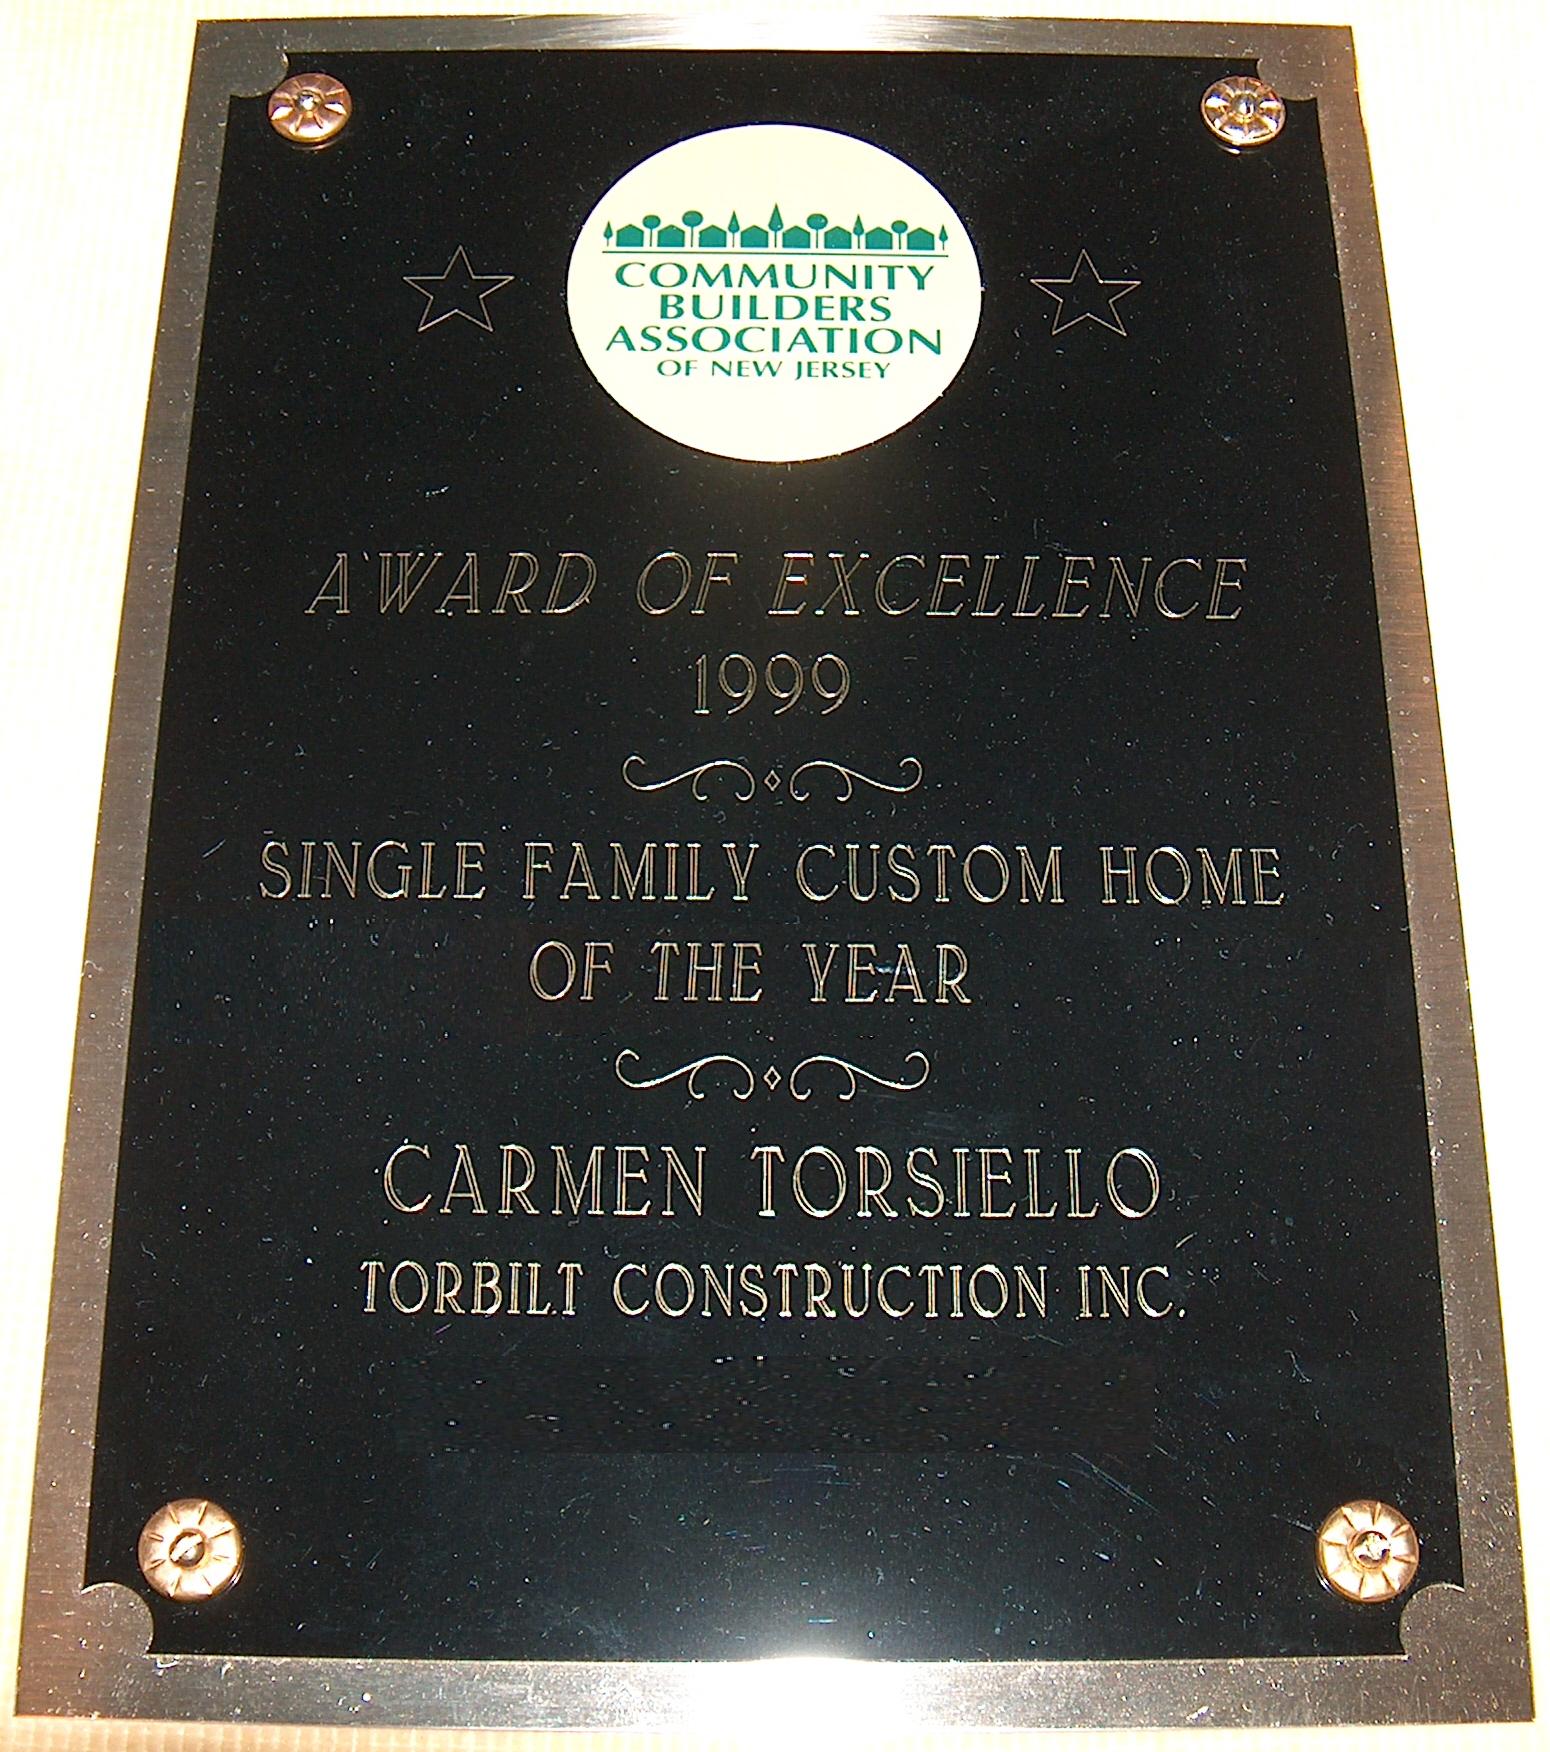 COMMUNITY
BUILDERS
ASSOCIATION
OF NEW JERSEY
AWARD OF EXCELLENCE
1999
SINGLE FAMILY CUSTOM HOME
OF THE YEAR
CARMEN TORSIELLO
TORBILT CONSTRUCTION INC.